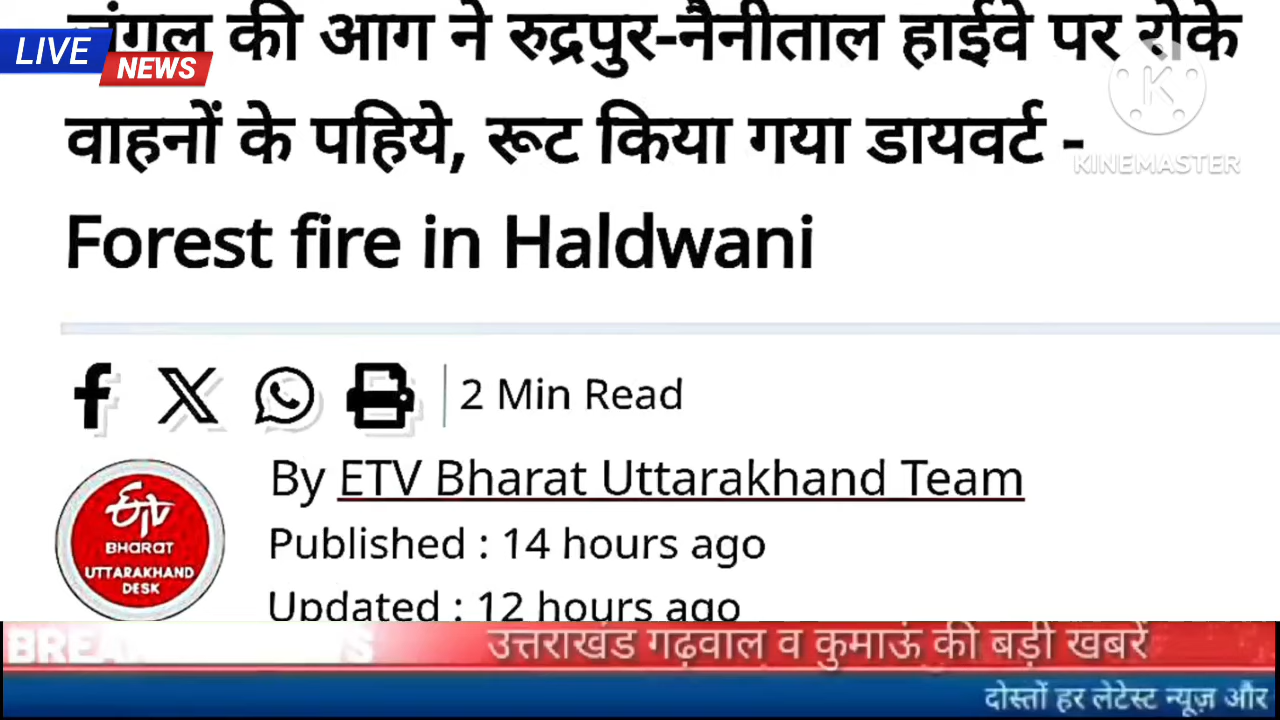 जंगल की आग ने रुद्रपुर-नैनीताल हाईवे पर रोके
LIVE
NEWS
वाहनों के पहिये, रूट किया गया डायवर्ट -
KINEMASTER
Forest fire in Haldwani
2 Min Read
By ETV Bharat Uttarakhand Team
ETV
BHARAT
UTTARAKHAND
DESK
Published : 14 hours ago
Updated : 12 hours ago
उत्तराखंड गढ़वाल व कुमाऊं की बड़ी खबरें
दोस्तों हर लेटेस्ट न्यूज़ और